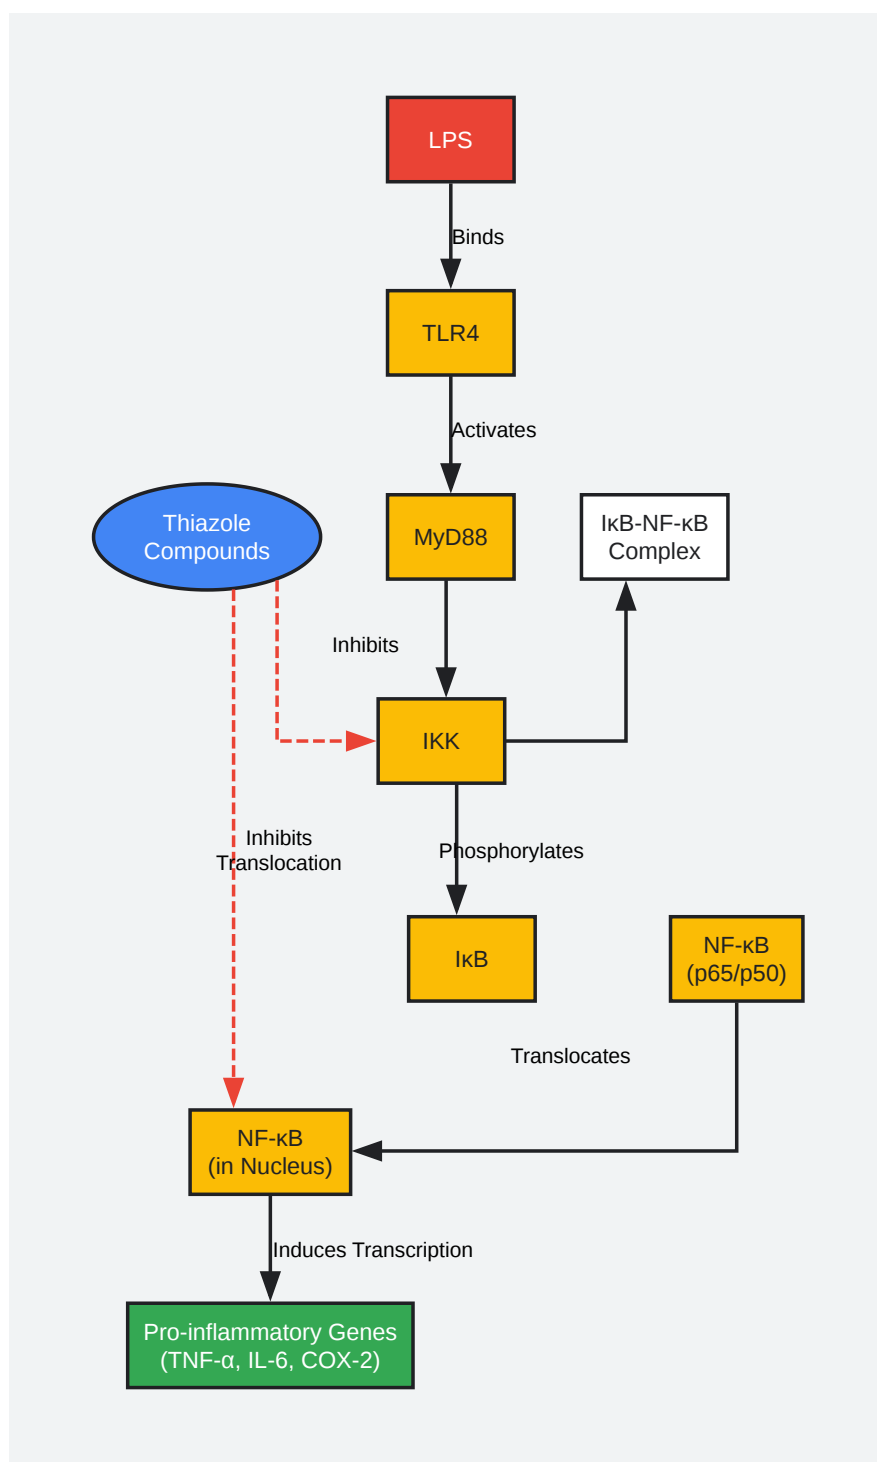 LPS
Binds
TLR4
Activates
Thiazole
Compounds
MyD88
IκB-NF-κB
Complex
Inhibits
IKK
Inhibits
Translocation
Phosphorylates
IκB
NF-κB
(p65/p50)
Translocates
NF-κB
(in Nucleus)
Induces Transcription
Pro-inflammatory Genes
(TNF-α, IL-6, COX-2)